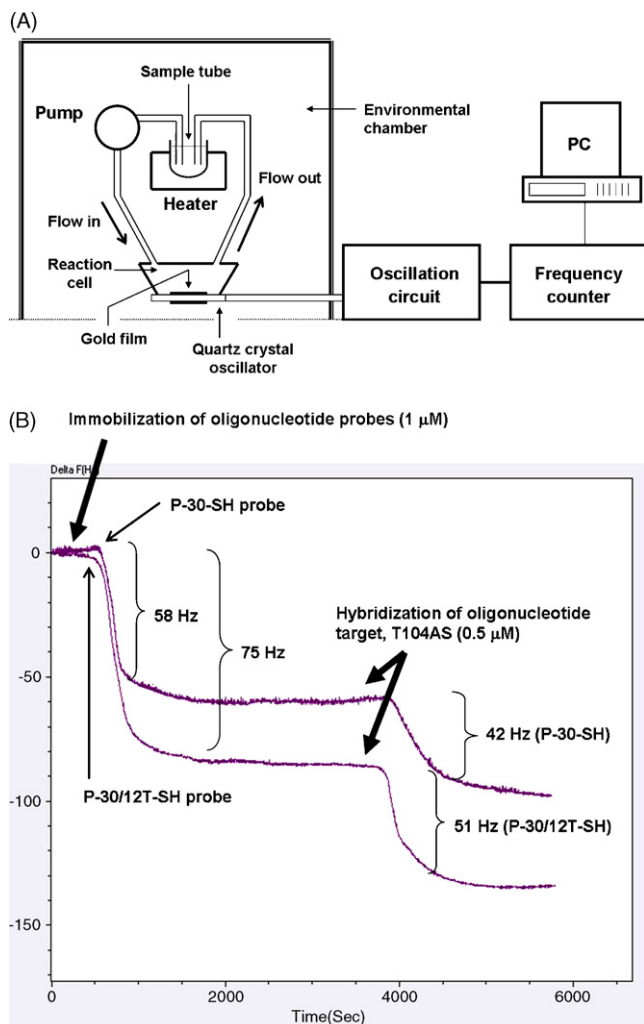 (A)
Sample tube
Pump
Environmental
chamber
PC
Heater
Flow out
Flow in
Reaction
cell
Oscillation
circuit
Frequency
counter
Gold film
Quartz crystal
oscillator
(B)
Immobilization of oligonucleotide probes (1 μM)
Delta F(H
P-30-SH probe
0
58 Hz
75 Hz
Hybridization of oligonucleotide
target, T104AS (0.5 μM)
-50
42 Hz (P-30-SH)
P-30/12T-SH probe
-100
51 Hz (P-30/12T-SH)
-150
0
2000
4000
6000
Time(Sec)